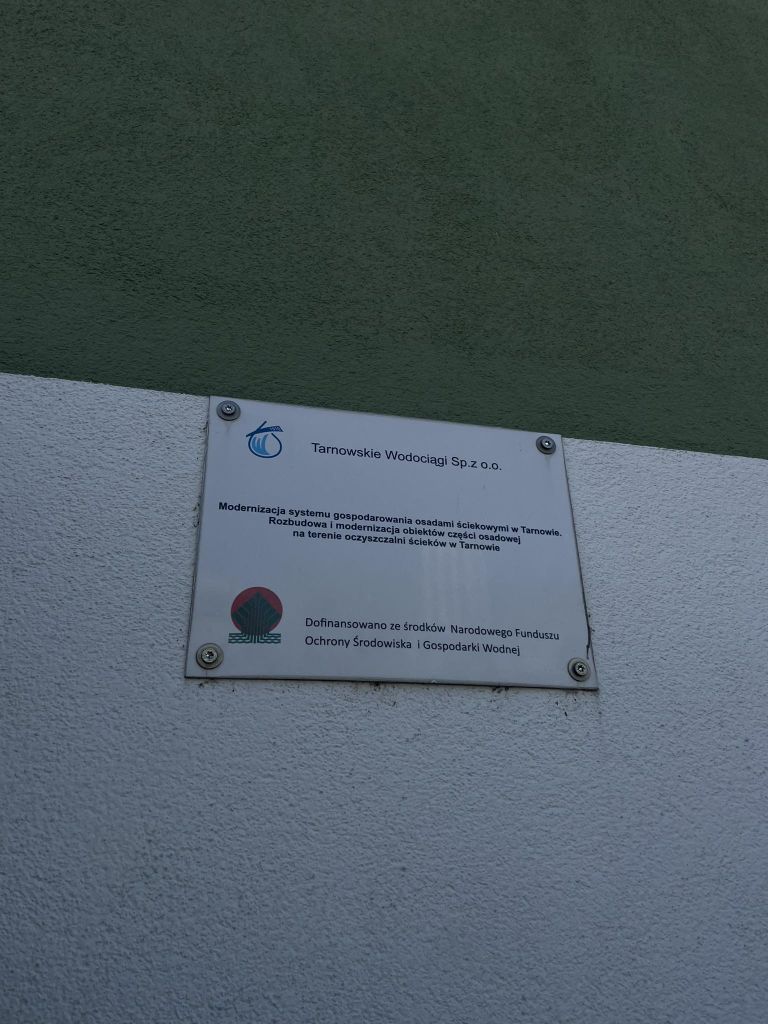 Tarnowskie Wodociągi Sp.z o.o.
Modernizacja systemu gospodarowania osadami ściekowymi w Tarnowie.
Rozbudowa i modernizacja obiektów części osadowej
na terenie oczyszczalni ścieków w Tarnowie
Dofinansowano ze środków Narodowego Funduszu
Ochrony Środowiska i Gospodarki Wodnej